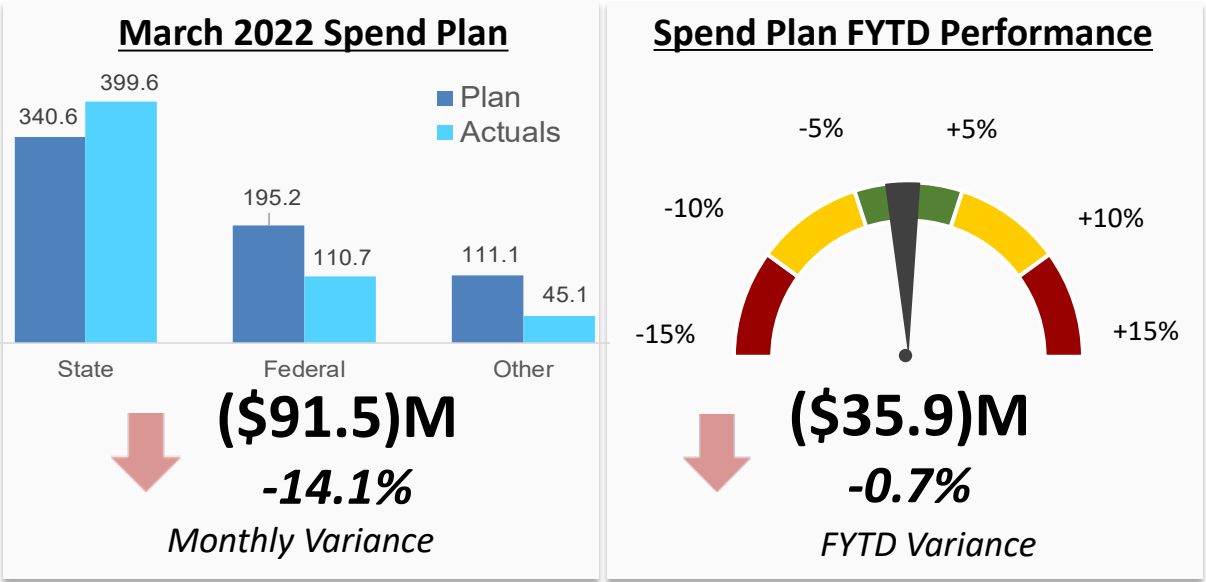 March 2022 Spend Plan
399.6
340.6
Plan
Actuals
195.2
110.7
111.1
45.1
State
Federal
Other
($91.5)M
-14.1%
Monthly Variance
Spend Plan FYTD Performance
-5%
+5%
-10%
+10%
-15%
+15%
($35.9)M
-0.7%
FYTD Variance